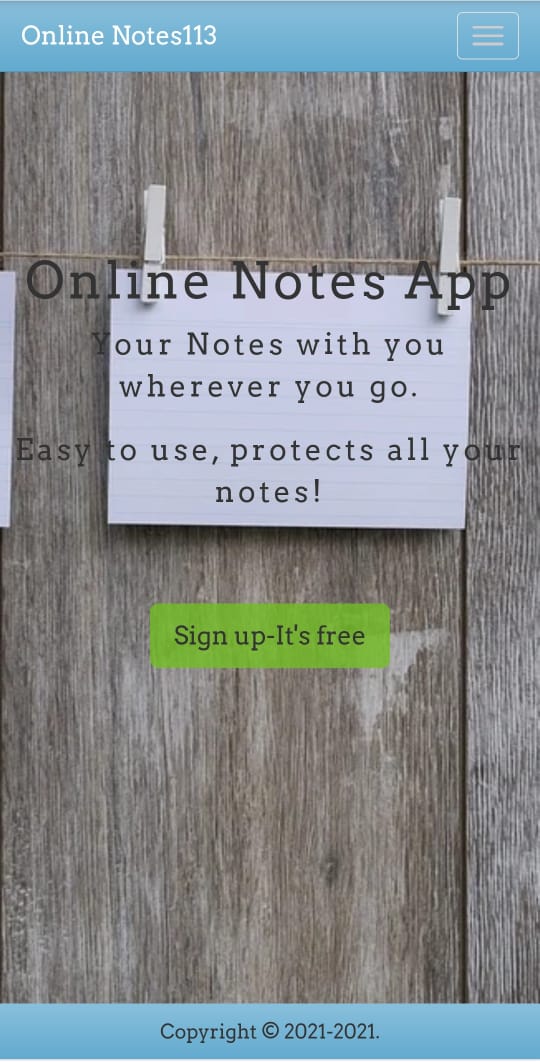 Online Notes113
Online Notes App
Your Notes with you
wherever you go.
Easy to use, protects all your
notes!
Sign up-It's free
Copyright © 2021-2021.